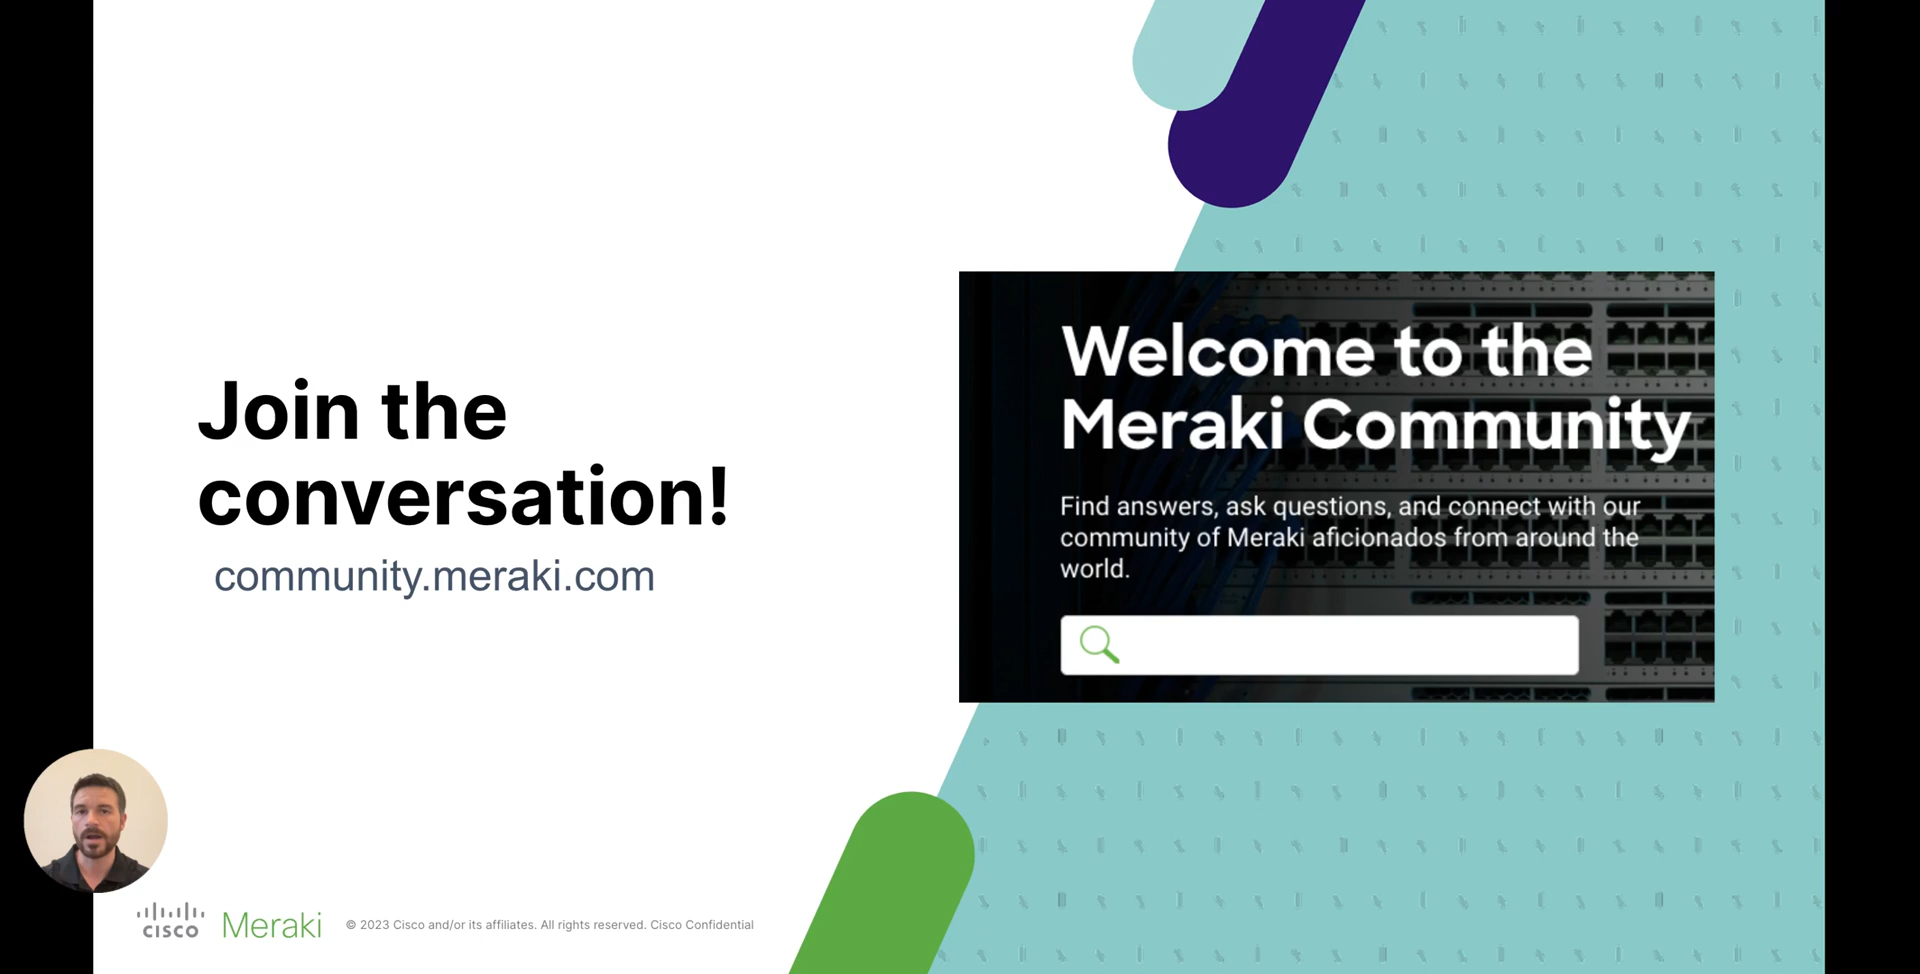 Join the
conversation!
community.meraki.com
Welcome to the
Meraki Community
Find answers, ask questions, and connect with our
community of Meraki aficionados from around the
world.
CISCO Meraki © 2023 Cisco and/or its affiliates. All rights reserved. Cisco Confidential